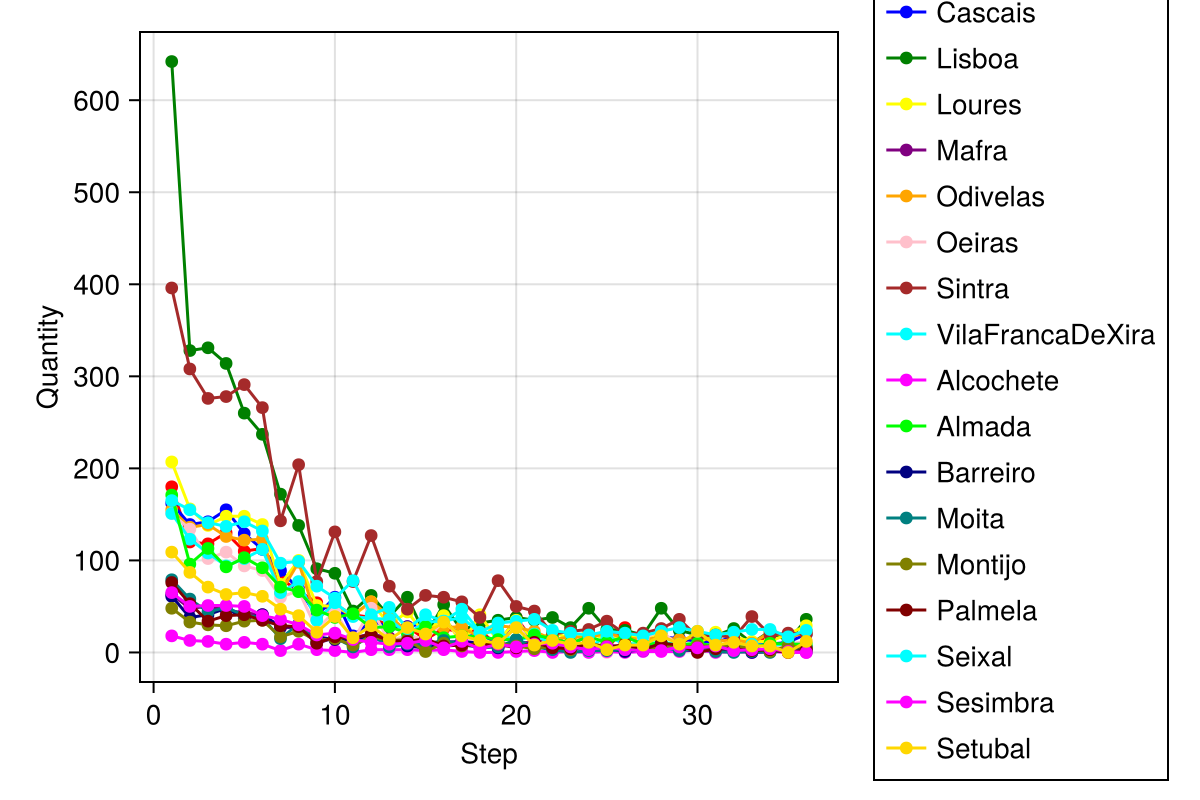 Quantity
600
500
400
300
200
100
0
0 10 20 30
Step
Cascais
Lisboa
Loures
Mafra
Odivelas
Oeiras
Sintra
VilaFrancaDeXira
Alcochete
Almada
Barreiro
Moita
Montijo
Palmela
Seixal
Sesimbra
Setubal